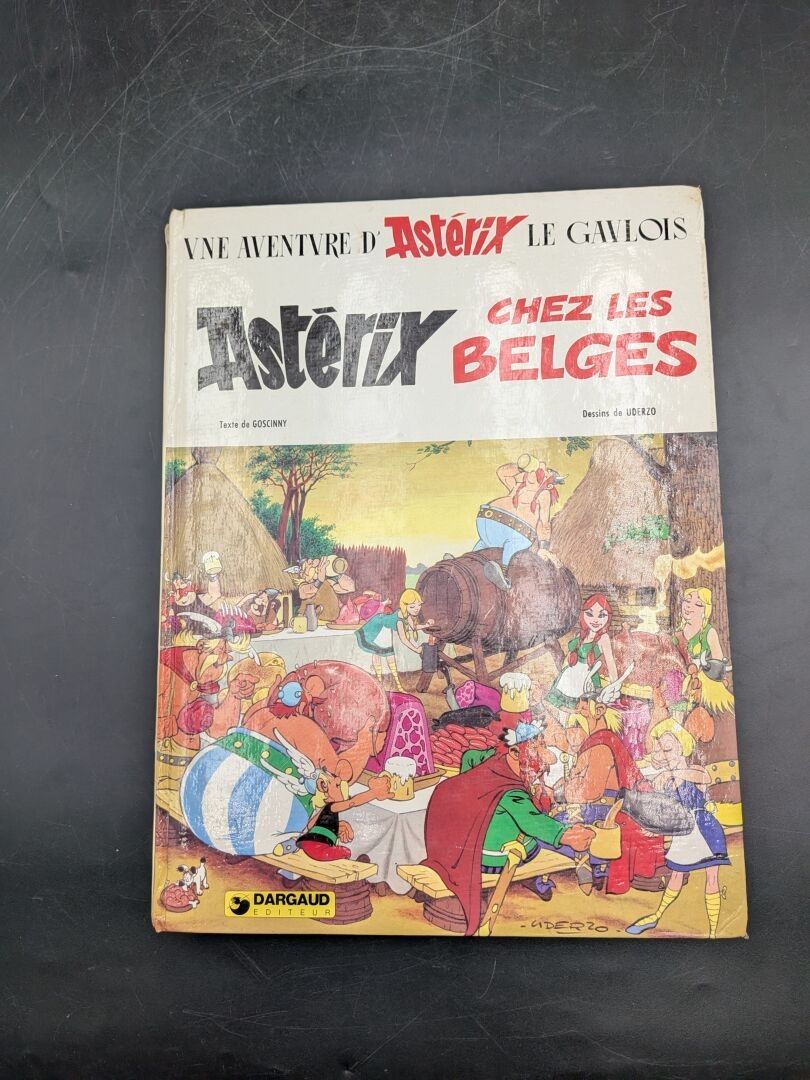 VNE AVENTVRE D'Astérix LE GAVLOIS
Astérix CHEZ LES
BELGES
Texte de GOSCINNY
Dessins de UDERZO
DARGAUD
EDITEUR
-UDERZO-